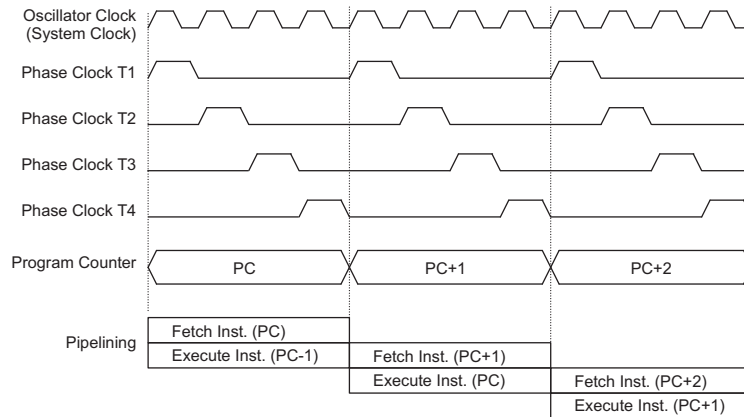 Oscillator Clock
(System Clock)
Phase Clock T1
Phase Clock T2
Phase Clock T3
Phase Clock T4
Program Counter
PC
PC+1
PC+2
Pipelining
Fetch Inst. (PC)
Execute Inst. (PC-1)
Fetch Inst. (PC+1)
Execute Inst. (PC)
Fetch Inst. (PC+2)
Execute Inst. (PC+1)